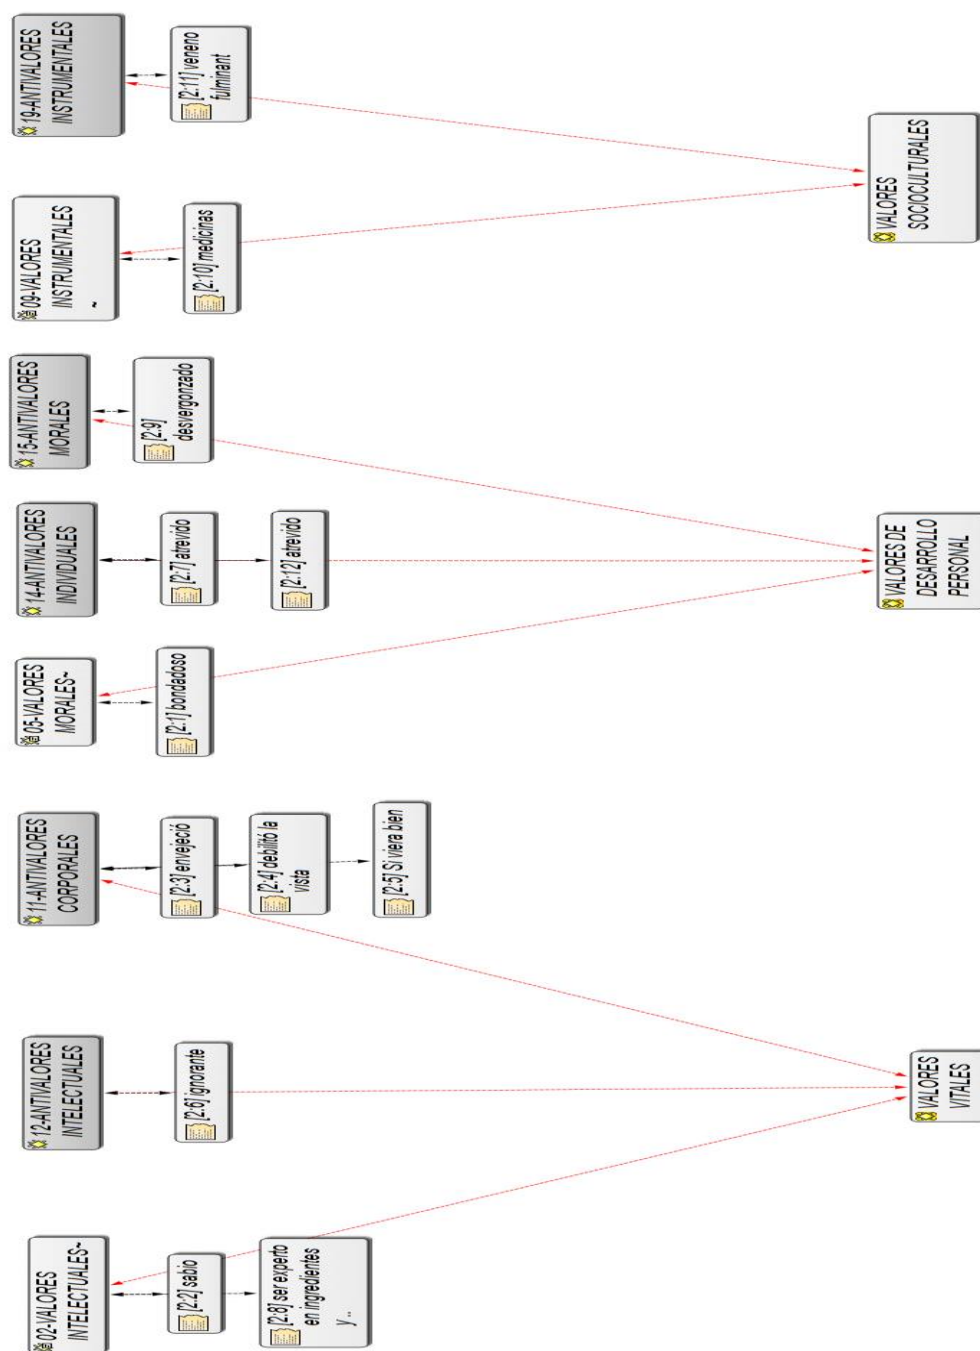 02-VALORES
INTELECTUALES~
[2:2] sabio
[2:8] ser experto
en ingredientes
y..
12-ANTIVALORES
INTELECTUALES
[2:6] ignorante
11-ANTIVALORES
CORPORALES
[2:3] envejeció
[2:4] debilitó la
vista
[2:5] Si viera bien
VALORES
VITALES
05-VALORES
MORALES~
[2:1] bondadoso
14-ANTIVALORES
INDIVIDUALES
[2:7] atrevido
[2:12] atrevido
15-ANTIVALORES
MORALES
[2:9]
desvergonzado
VALORES DE
DESARROLLO
PERSONAL
09-VALORES
INSTRUMENTALES
~
[2:10] medicinas
19-ANTIVALORES
INSTRUMENTALES
[2:11] veneno
fulminant
VALORES
SOCIOCULTURALES